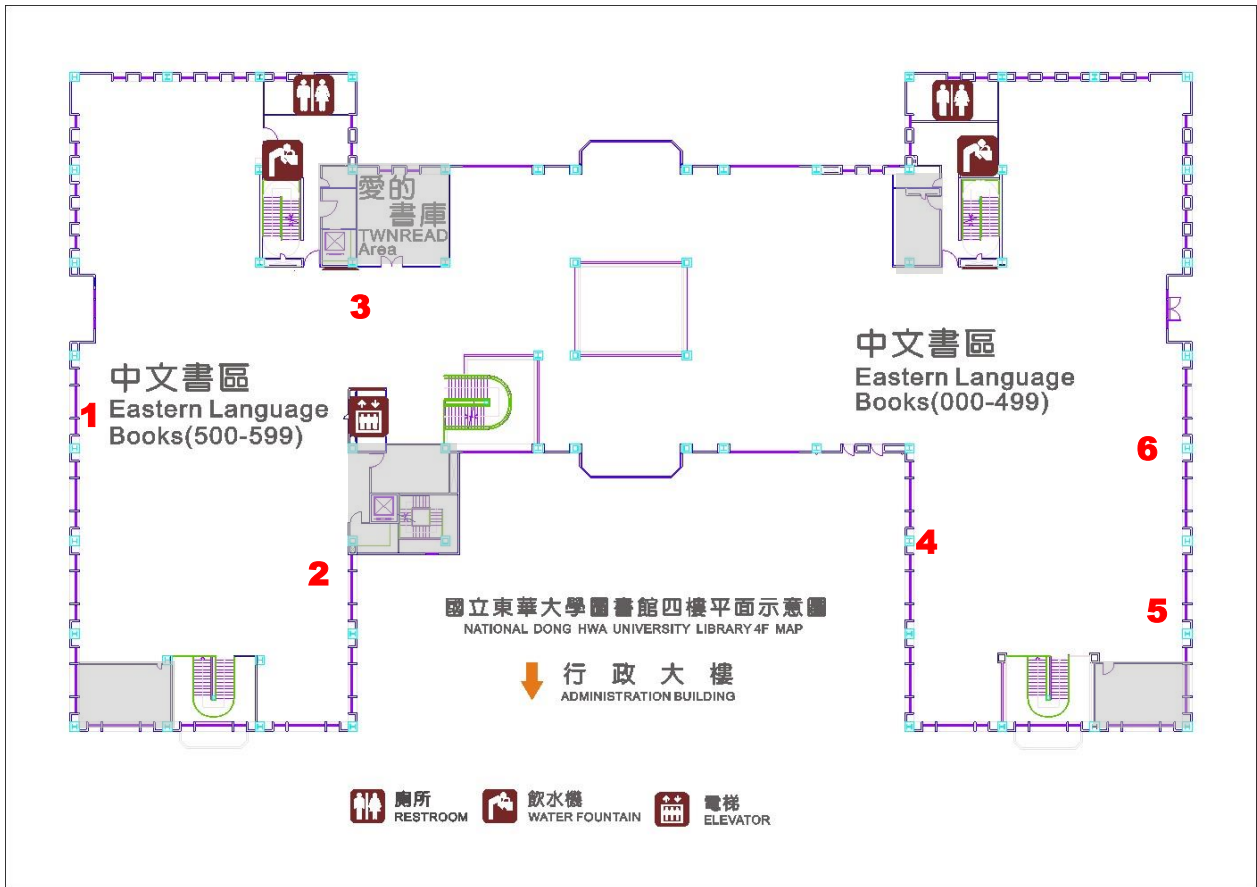 愛的
書庫
TWNREAD
Area
3
中文書區
Eastern Language
Books(500-599)
1
中文書區
Eastern Language
Books(000-499)
6
4
2
5
國立東華大學圖書館四樓平面示意圖
NATIONAL DONG HWA UNIVERSITY LIBRARY 4F MAP
行政大樓
ADMINISTRATION BUILDING
廁所
RESTROOM
飲水機
WATER FOUNTAIN
電梯
ELEVATOR